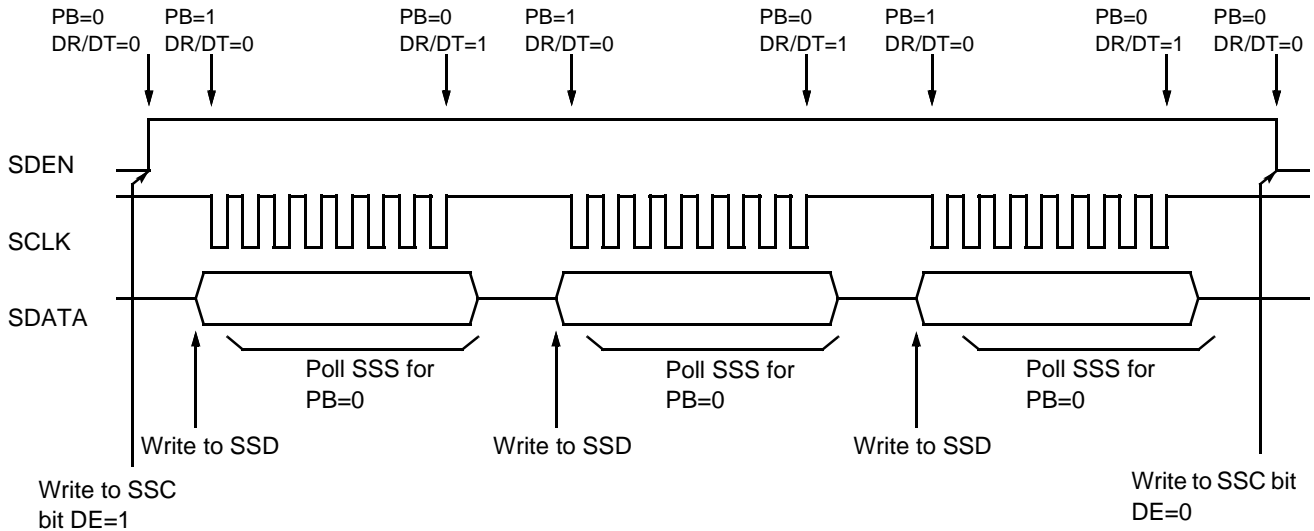 PB=0 PB=1 PB=0 PB=1 PB=0 PB=1 PB=0 PB=0
DR/DT=0 DR/DT=0 DR/DT=1 DR/DT=0 DR/DT=1 DR/DT=0 DR/DT=1 DR/DT=0
SDEN
SCLK
SDATA
Poll SSS for Poll SSS for Poll SSS for
PB=0 PB=0 PB=0
Write to SSD Write to SSD Write to SSD
Write to SSC
bit DE=1
Write to SSC bit
DE=0